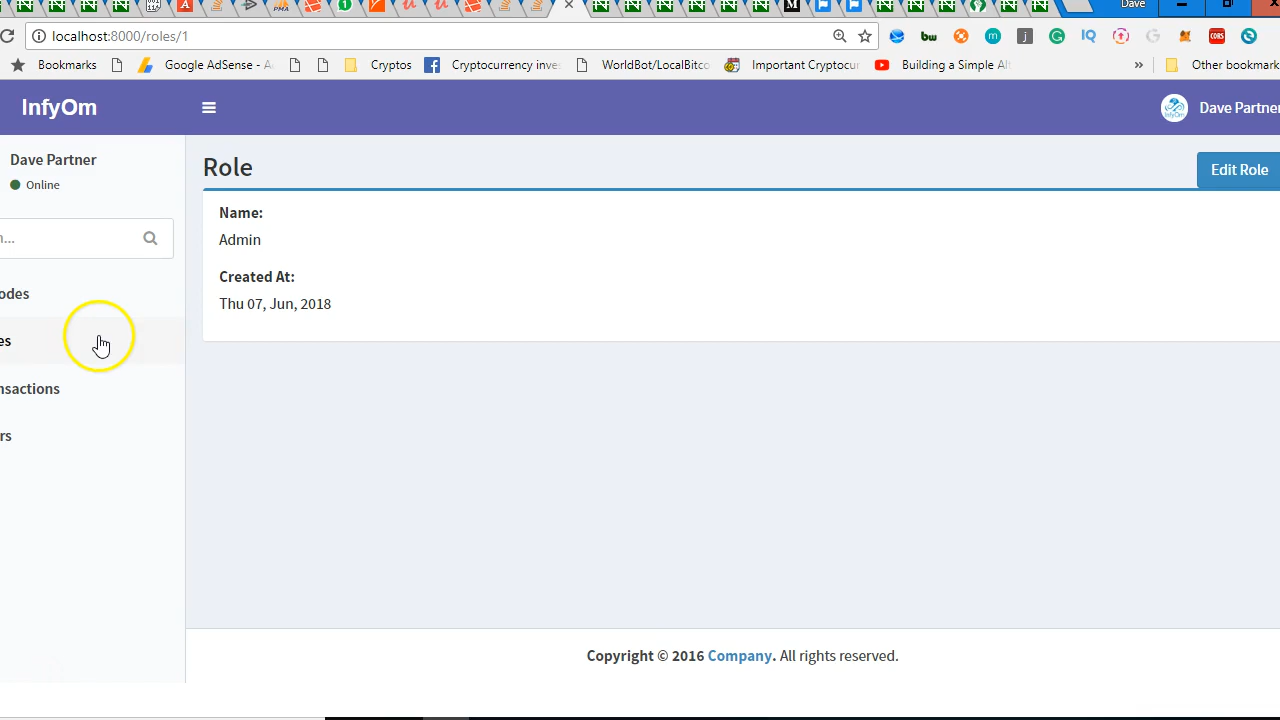 Dave
localhost:8000/roles/1
Bookmarks
Google AdSense - A
Cryptos
Cryptocurrency inve
WorldBot/LocalBitco
Important Cryptocur
Building a Simple Al
»
Other bookmark
InfyOm
Dave Partner
Dave Partner
Online
Role
Edit Role
...
Name:
Admin
odes
Created At:
Thu 07, Jun, 2018
es
nsactions
rs
Copyright © 2016 Company. All rights reserved.